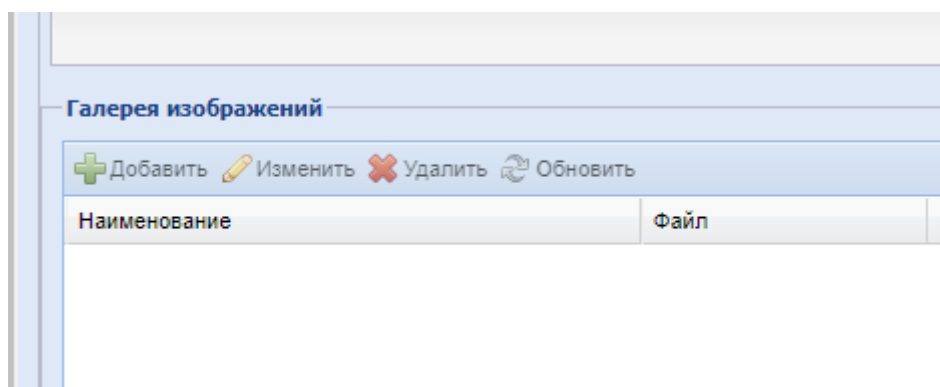 Галерея изображений
Добавить Изменить Удалить Обновить
Наименование Файл